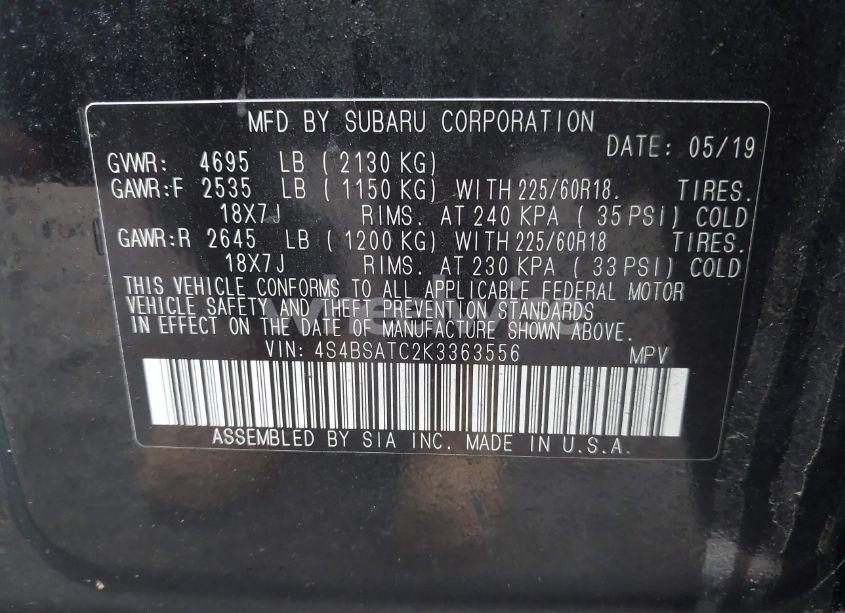 MFD BY SUBARU CORPORATION DATE: 05/19
GVWR: 4695 LB ( 2130 KG)
GAWR:F 2535 LB ( 1150 KG) WITH 225/60R18. TIRES.
18X7J RIMS. AT 240 KPA ( 35 PSI) COLD
GAWR:R 2645 LB ( 1200 KG) WITH 225/60R18 TIRES.
18X7J RIMS. AT 230 KPA ( 33 PSI) COLD
THIS VEHICLE CONFORMS TO ALL APPLICABLE FEDERAL MOTOR
VEHICLE SAFETY AND THEFT PREVENTION STANDARDS
IN EFFECT ON THE DATE OF MANUFACTURE SHOWN ABOVE.
VIN: 4S4BSATC2K3363556 MPV
ASSEMBLED BY SIA INC. MADE IN U.S.A.